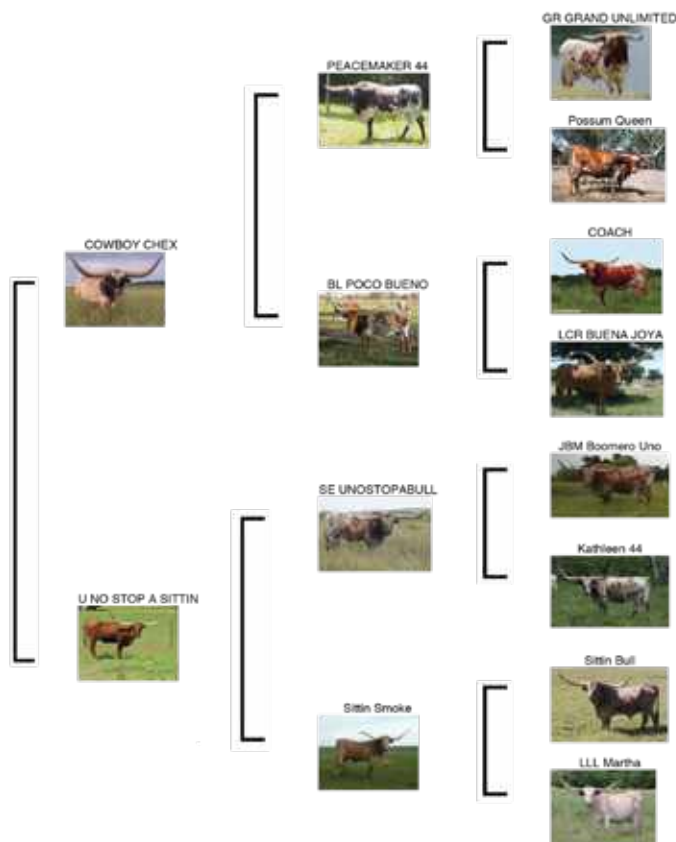 GR GRAND UNLIMITED
PEACEMAKER 44
Possum Queen
COWBOY CHEX
COACH
BL POCO BUENO
LCR BUENA JOYA
JBM Boomero Uno
SE UNOSTOPABULL
Kathleen 44
U NO STOP A SITTIN
Sittin Bull
Sittin Smoke
LLL Martha